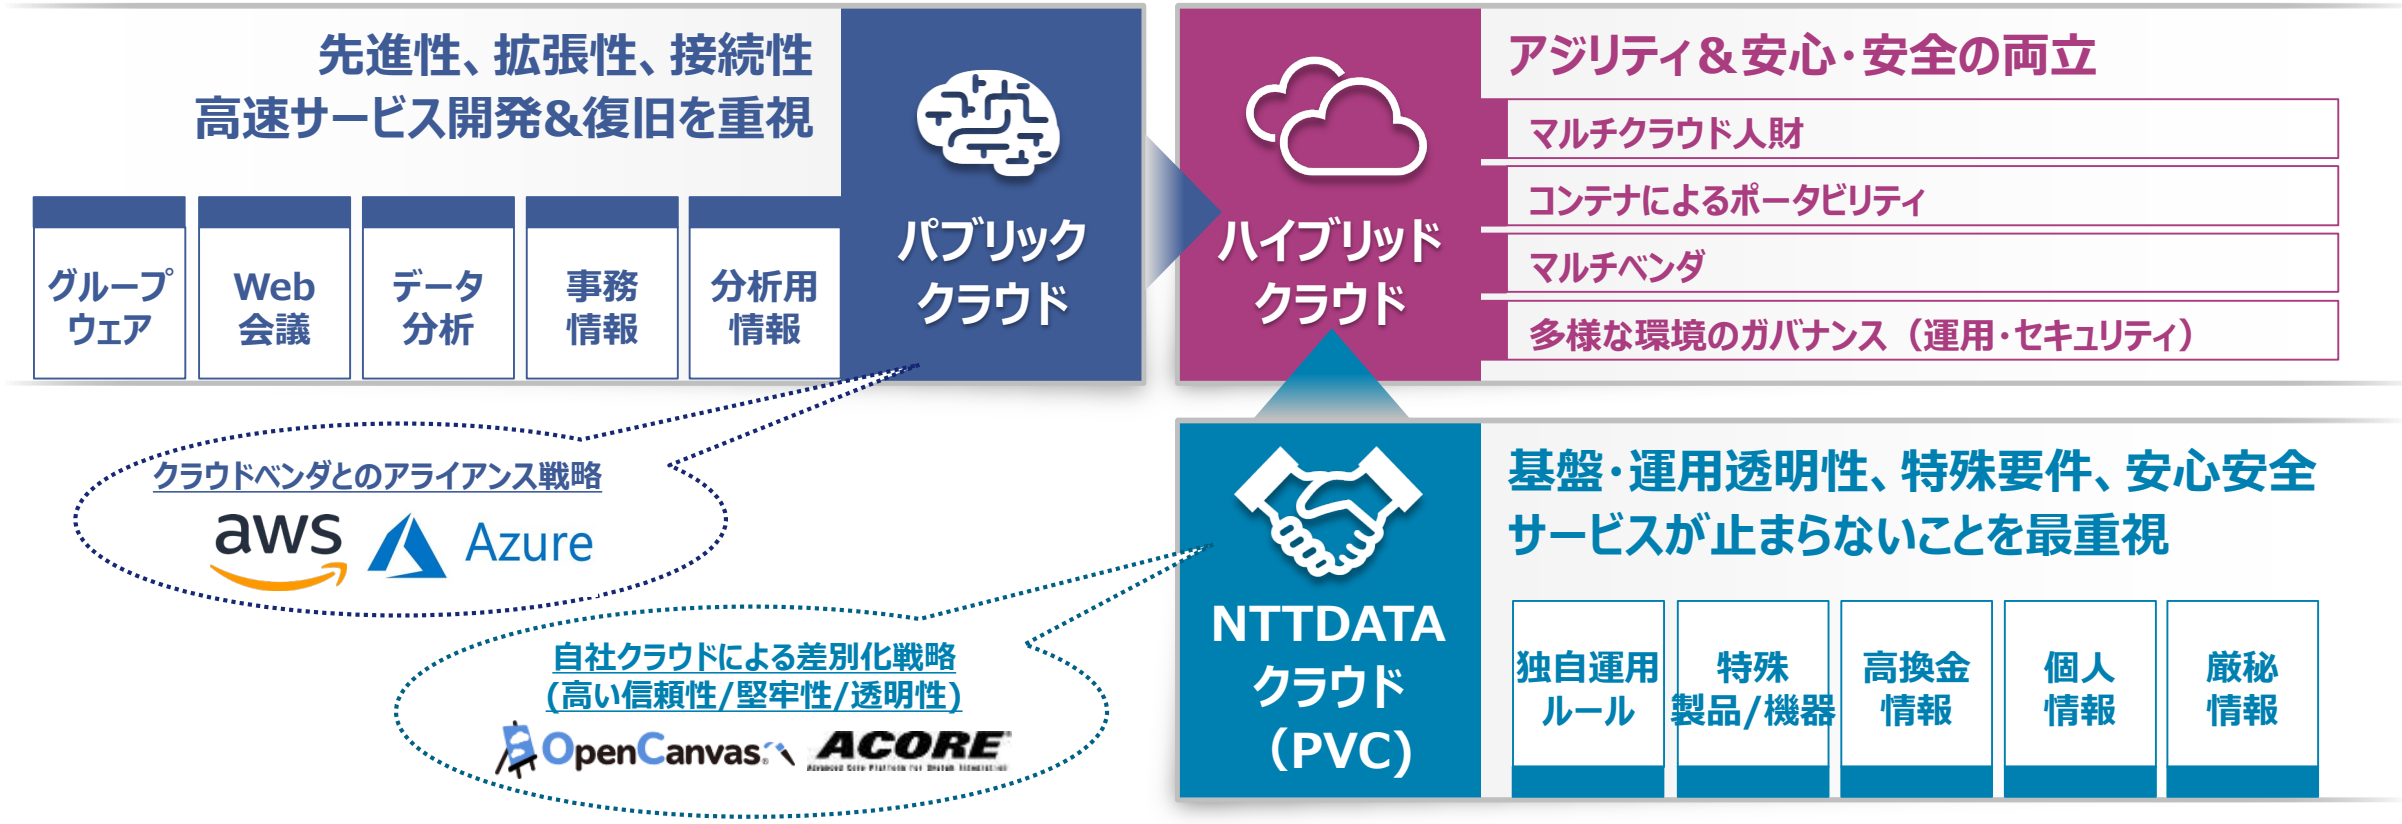 先進性、拡張性、接続性
高速サービス開発&復旧を重視
グループ
ウェア
Web
会議
データ
分析
事務
情報
分析用
情報
パブリック
クラウド
ハイブリッド
クラウド
アジリティ&安心・安全の両立
マルチクラウド人財
コンテナによるポータビリティ
マルチベンダ
多様な環境のガバナンス（運用・セキュリティ）
クラウドベンダとのアライアンス戦略
aws
Azure
自社クラウドによる差別化戦略
(高い信頼性/堅牢性/透明性)
OpenCanvas®
ACORE®
Advanced Core Platform for System Integration
NTTDATA
クラウド
（PVC)
基盤・運用透明性、特殊要件、安心安全
サービスが止まらないことを最重視
独自運用
ルール
特殊
製品/機器
高換金
情報
個人
情報
厳秘
情報